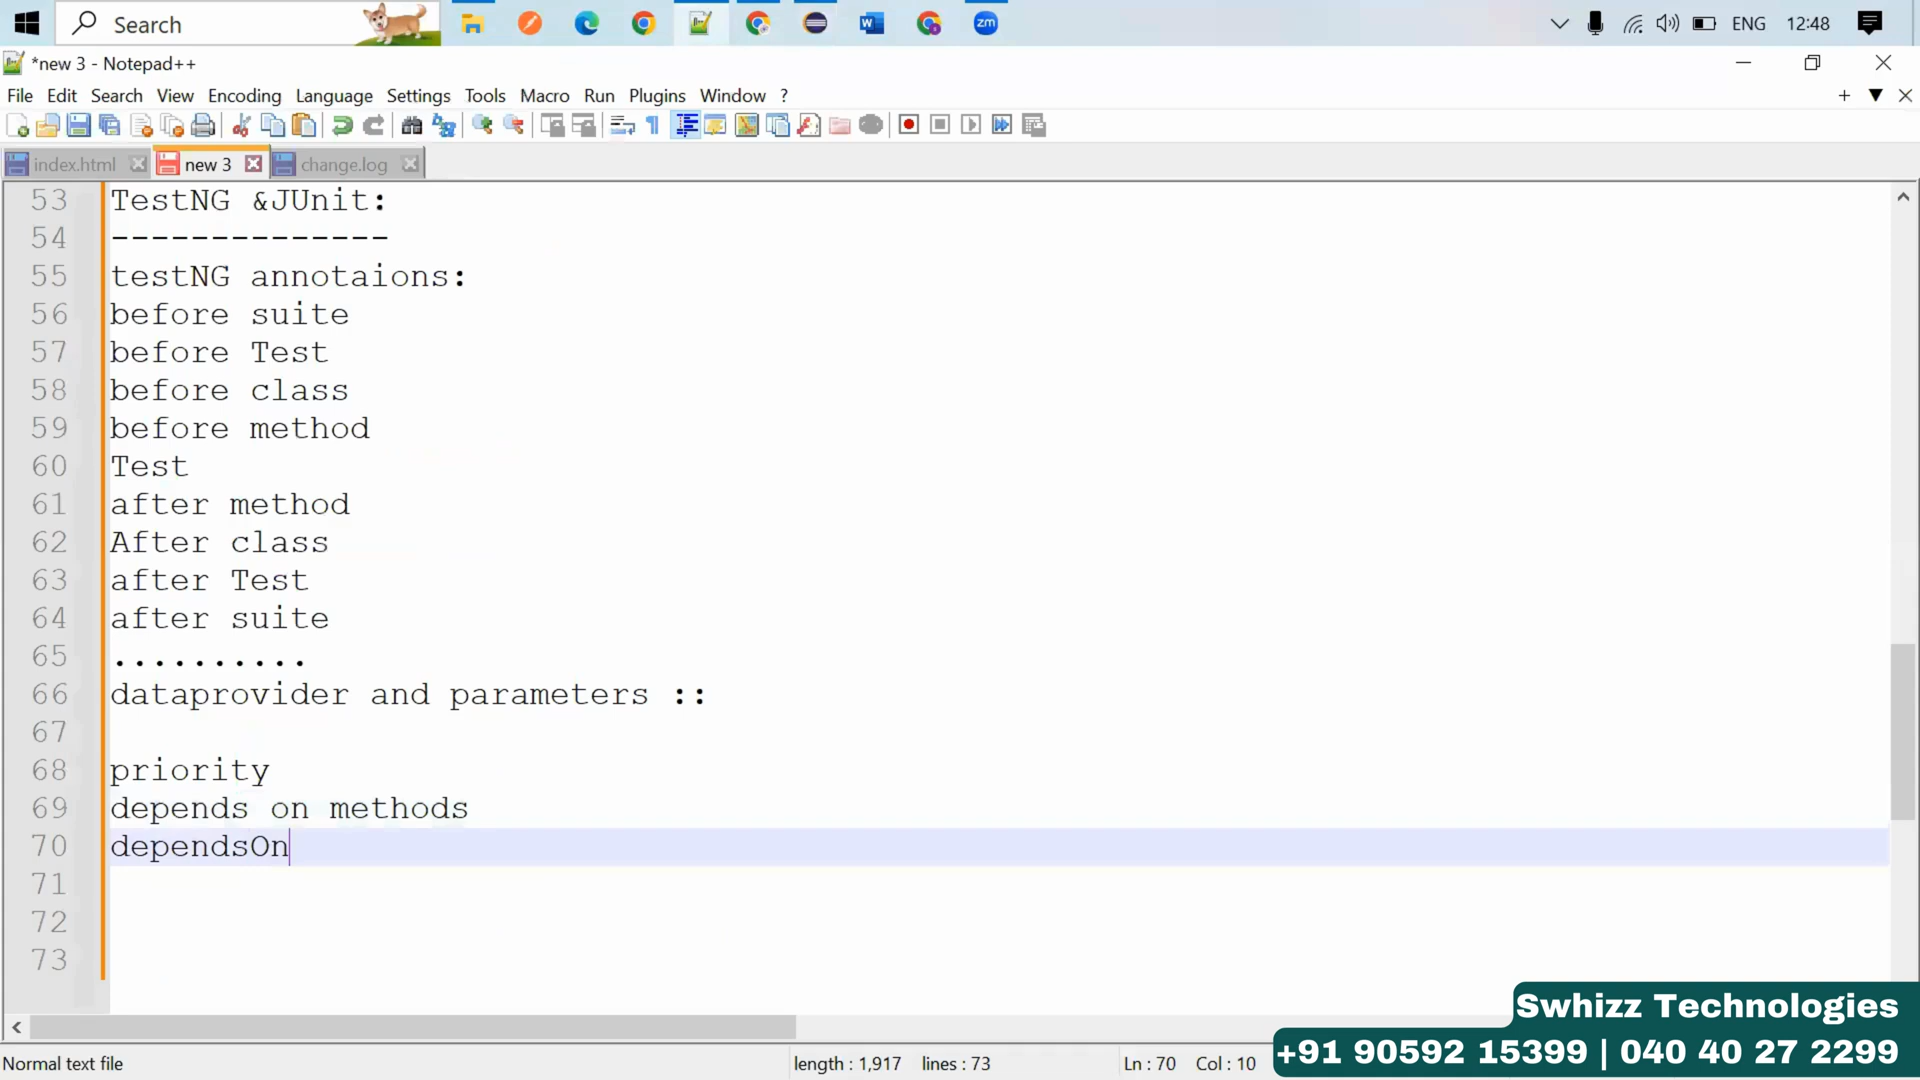 Search
ENG
12:48
*new 3 - Notepad++
File Edit Search View Encoding Language Settings Tools Macro Run Plugins Window ?
index.html
new 3
change.log
53 TestNG &JUnit:
54 --------------
55 testNG annotaions:
56 before suite
57 before Test
58 before class
59 before method
60 Test
61 after method
62 After class
63 after Test
64 after suite
65 ..........
66 dataprovider and parameters ::
67
68 priority
69 depends on methods
70 dependsOn
71
72
73
Swhizz Technologies
+91 90592 15399 | 040 40 27 2299
Normal text file
length : 1,917 lines : 73
Ln : 70 Col : 10